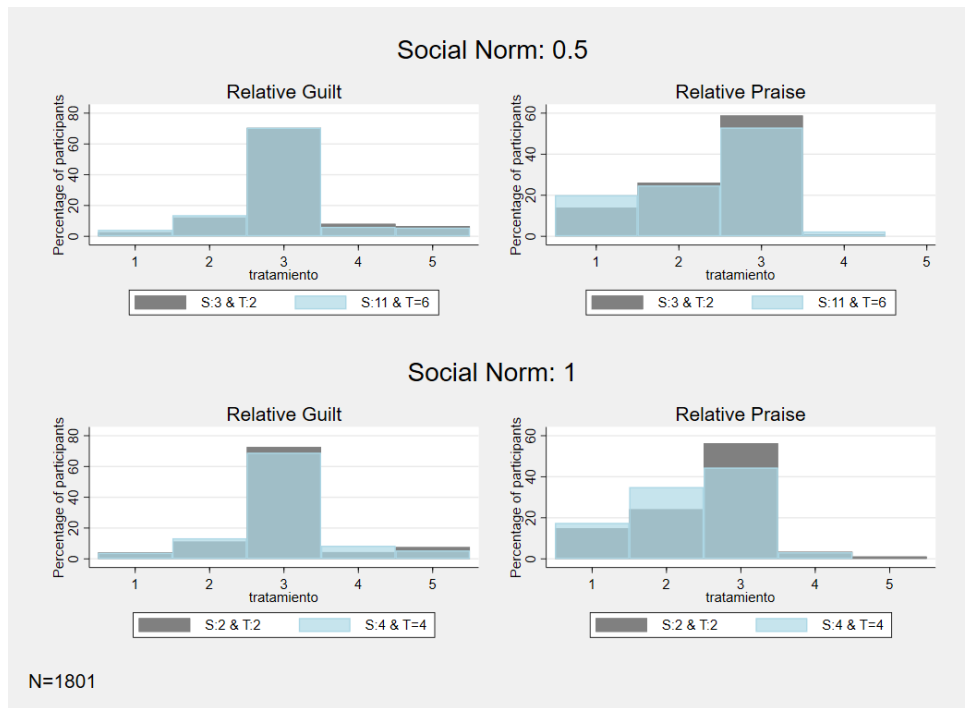 Social Norm: 0.5
Relative Guilt
Percentage of participants
80
60
40
20
0
1 2 3 4 5
tratamiento
S:3 & T:2 S:11 & T=6
Relative Praise
Percentage of participants
60
40
20
0
1 2 3 4 5
tratamiento
S:3 & T:2 S:11 & T=6
Social Norm: 1
Relative Guilt
Percentage of participants
80
60
40
20
0
1 2 3 4 5
tratamiento
S:2 & T:2 S:4 & T=4
Relative Praise
Percentage of participants
60
40
20
0
1 2 3 4 5
tratamiento
S:2 & T:2 S:4 & T=4
N=1801